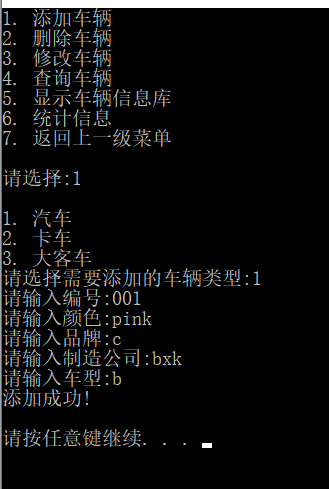 1. 添加车辆
2. 删除车辆
3. 修改车辆
4. 查询车辆
5. 显示车辆信息库
6. 统计信息
7. 返回上一级菜单
请选择:1
1. 汽车
2. 卡车
3. 大客车
请选择需要添加的车辆类型:1
请输入编号:001
请输入颜色:pink
请输入品牌:c
请输入制造公司:bxk
请输入车型:b
添加成功!
请按任意键继续. . .